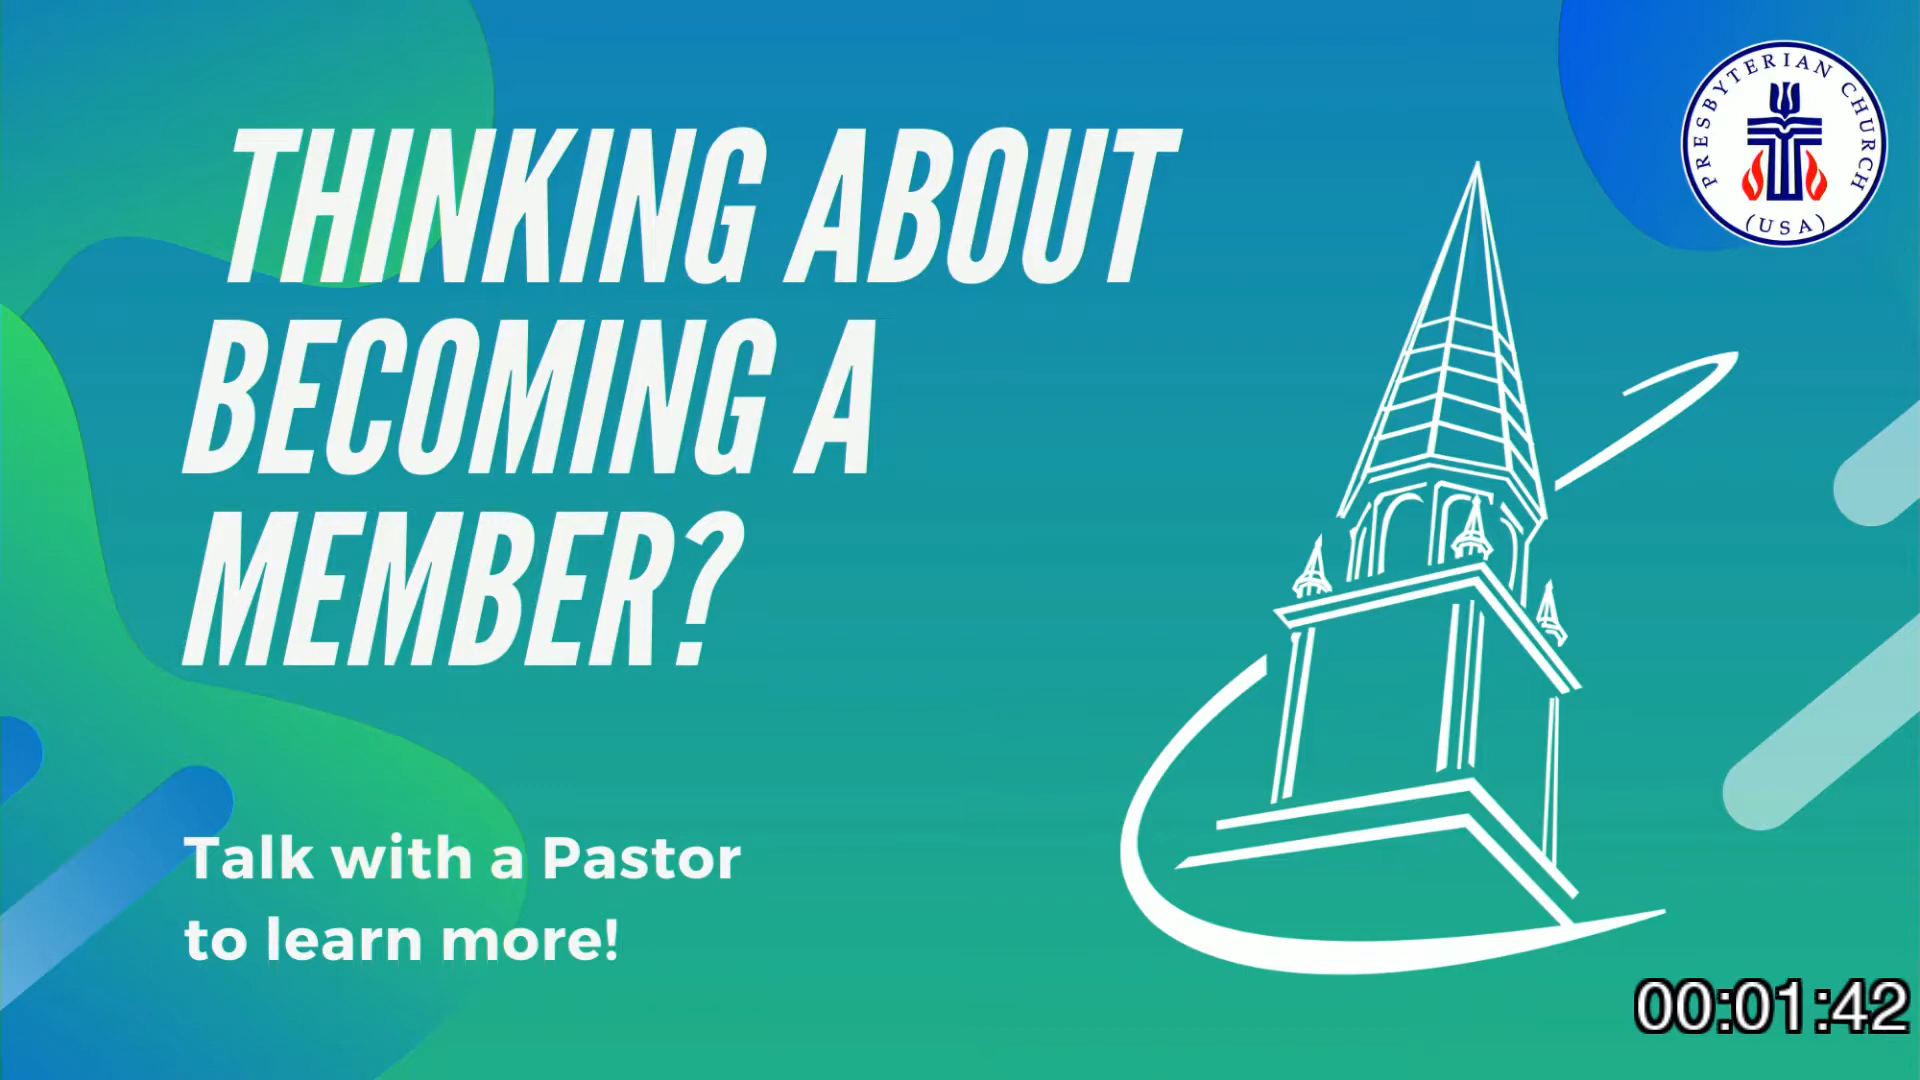 PRESBYTERIAN CHURCH
(USA)
THINKING ABOUT
BECOMING A
MEMBER?
Talk with a Pastor
to learn more!
00:01:42